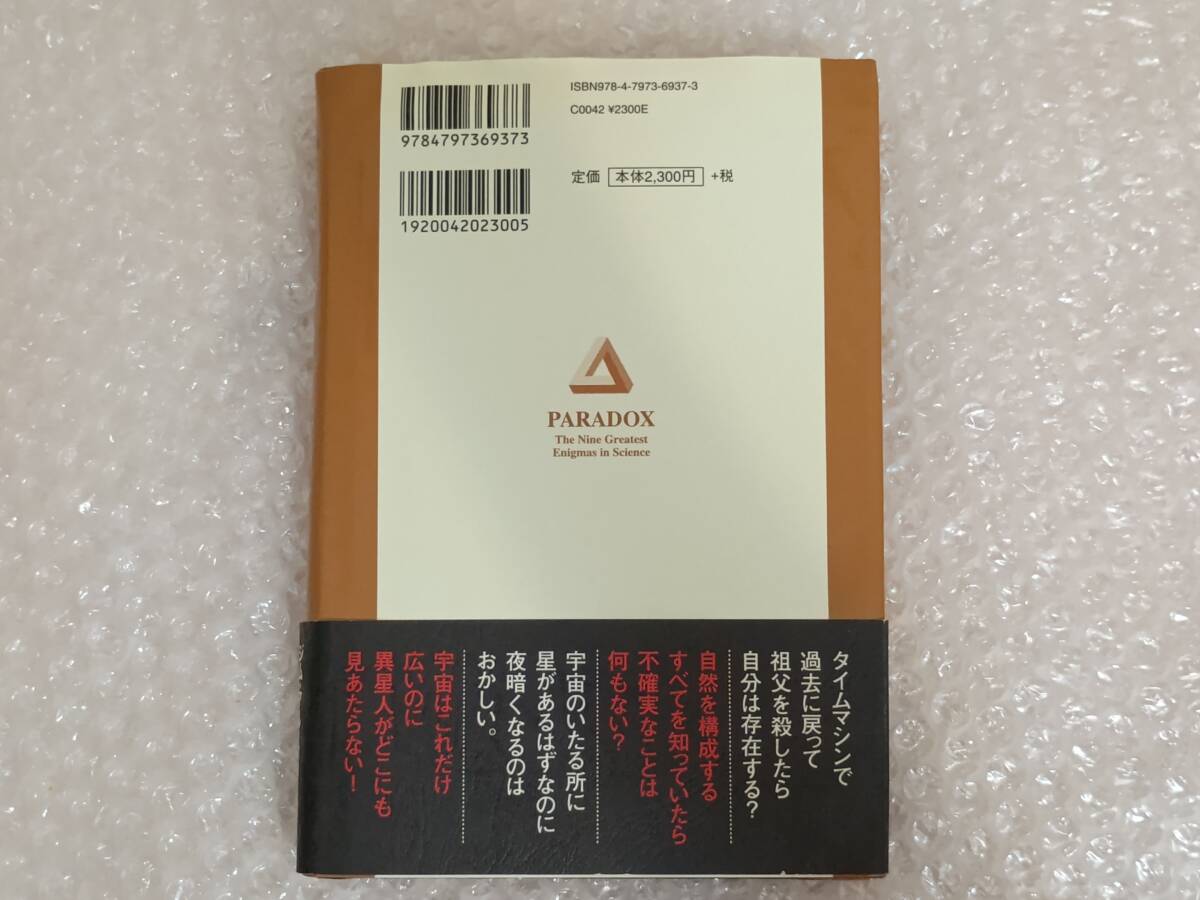 ISBN978-4-7973-6937-3
C0042 ¥2300E
9784797369373
定価 本体2,300円 +税
1920042023005
PARADOX
The Nine Greatest
Enigmas in Science
タイムマシンで
過去に戻って
祖父を殺したら
自分は存在する?
自然を構成する
すべてを知っていたら
不確実なことは
何もない?
宇宙のいたる所に
星があるはずなのに
夜暗くなるのは
おかしい。
宇宙はこれだけ
広いのに
異星人がどこにも
見あたらない!